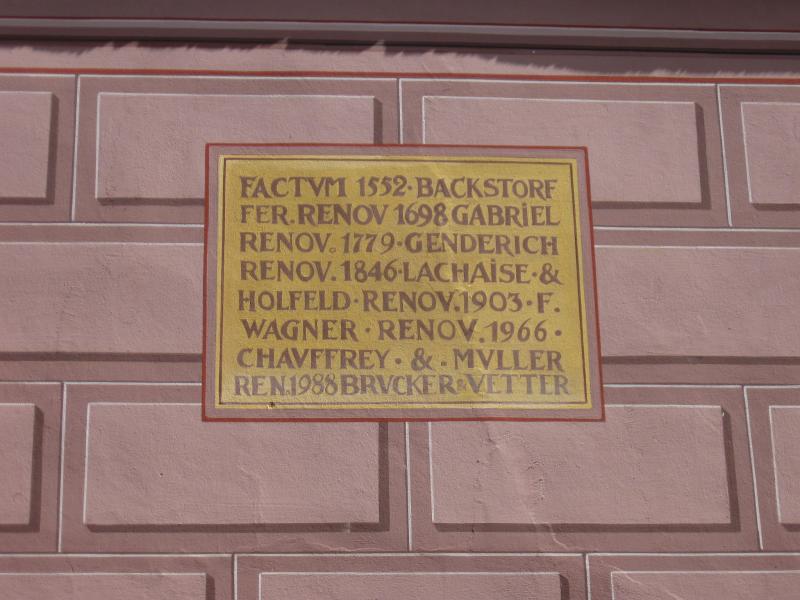 FACTVM 1552·BACKSTORF
FER. RENOV 1698 GABRIEL
RENOV. 1779·GENDERICH
RENOV. 1846·LACHAISE·&
HOLFELD·RENOV. 1903·F.
WAGNER·RENOV. 1966·
CHAVFFREY·&·MVLLER
REN. 1988 BRVCKER & VETTER